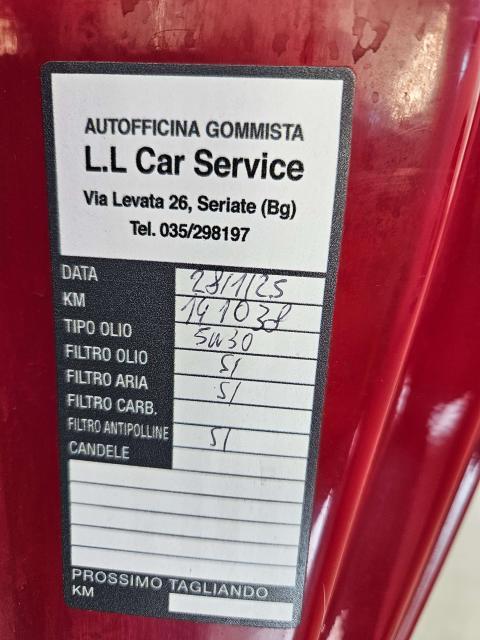 AUTOFFICINA GOMMISTA
L.L Car Service
Via Levata 26, Seriate (Bg)
Tel. 035/298197
DATA 28/1/25
KM 141038
TIPO OLIO 5W30
FILTRO OLIO SI
FILTRO ARIA SI
FILTRO CARB.
FILTRO ANTIPOLLINE SI
CANDELE
PROSSIMO TAGLIANDO
KM